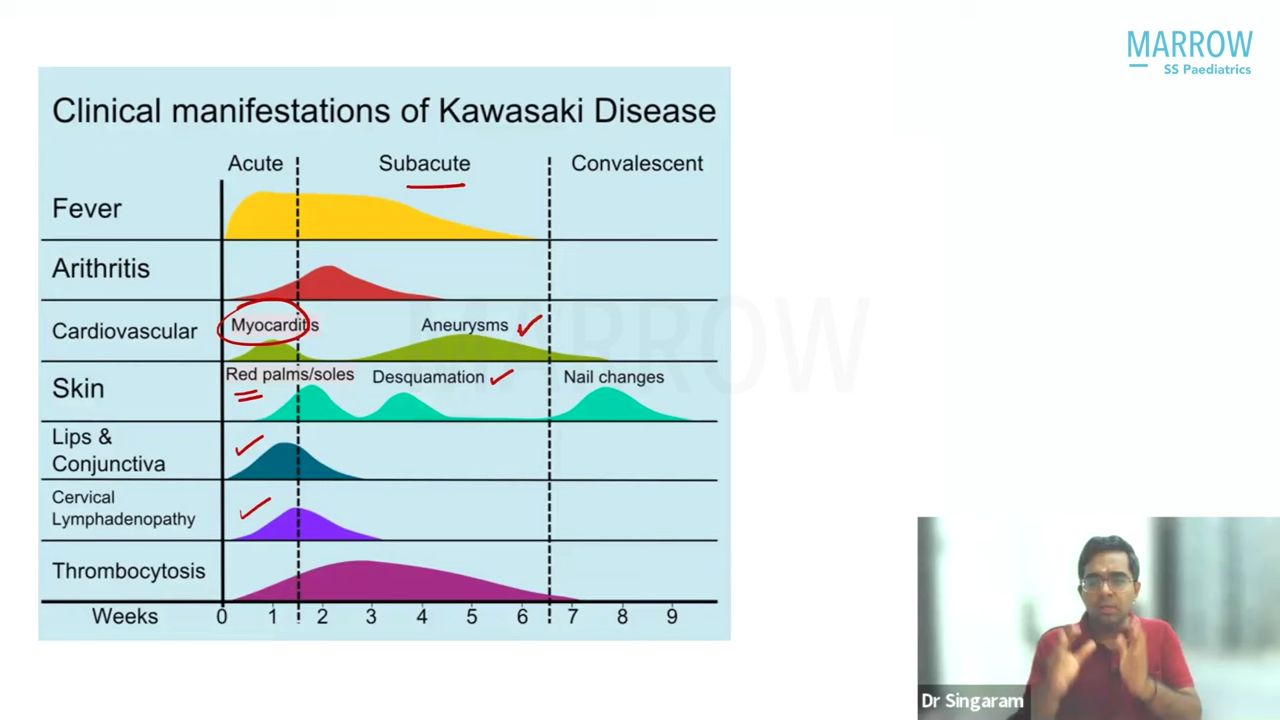 MARROW
SS Paediatrics
Clinical manifestations of Kawasaki Disease
Acute Subacute Convalescent
Fever
Arithritis
Cardiovascular Myocarditis Aneurysms
Skin Red palms/soles Desquamation Nail changes
Lips &
Conjunctiva
Cervical
Lymphadenopathy
Thrombocytosis
Weeks 0 1 2 3 4 5 6 7 8 9
MARROW
Dr Singaram